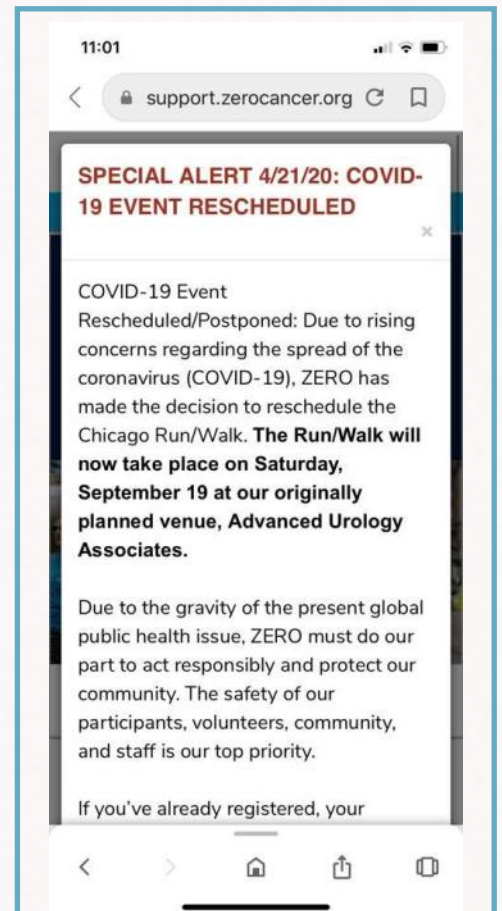 11:01
support.zerocancer.org
SPECIAL ALERT 4/21/20: COVID-
19 EVENT RESCHEDULED
×
COVID-19 Event
Rescheduled/Postponed: Due to rising
concerns regarding the spread of the
coronavirus (COVID-19), ZERO has
made the decision to reschedule the
Chicago Run/Walk. The Run/Walk will
now take place on Saturday,
September 19 at our originally
planned venue, Advanced Urology
Associates.
Due to the gravity of the present global
public health issue, ZERO must do our
part to act responsibly and protect our
community. The safety of our
participants, volunteers, community,
and staff is our top priority.
If you’ve already registered, your